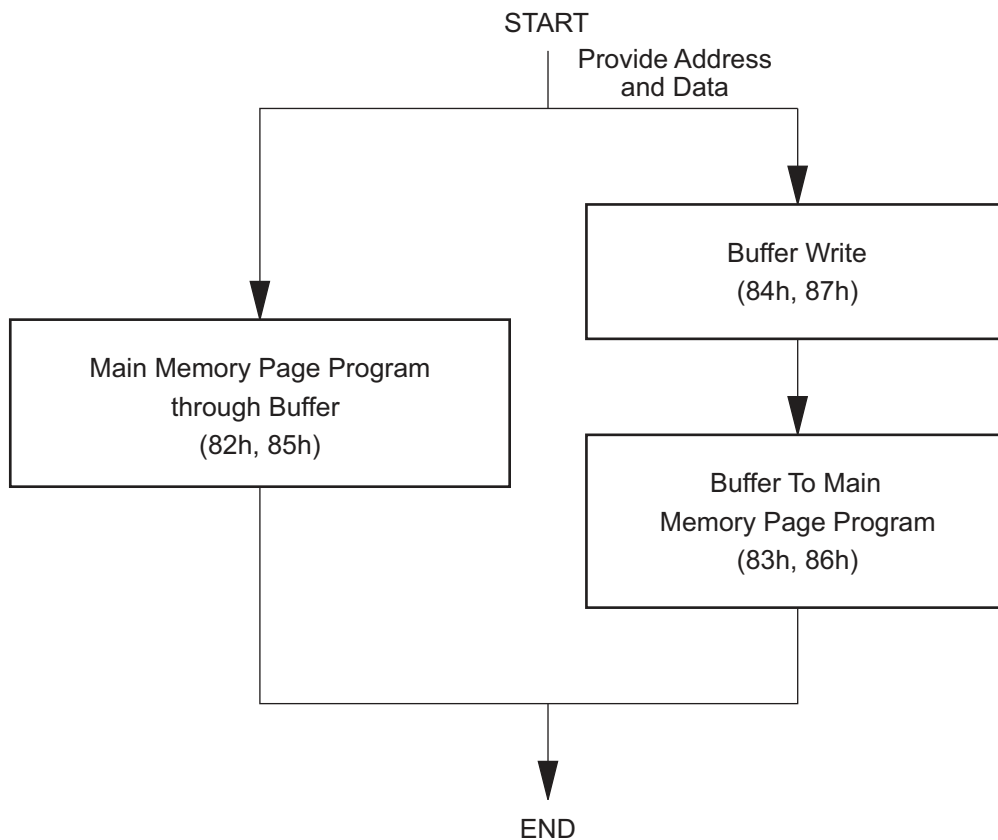 START
Provide Address
and Data
Buffer Write
(84h, 87h)
Main Memory Page Program
through Buffer
(82h, 85h)
Buffer To Main
Memory Page Program
(83h, 86h)
END